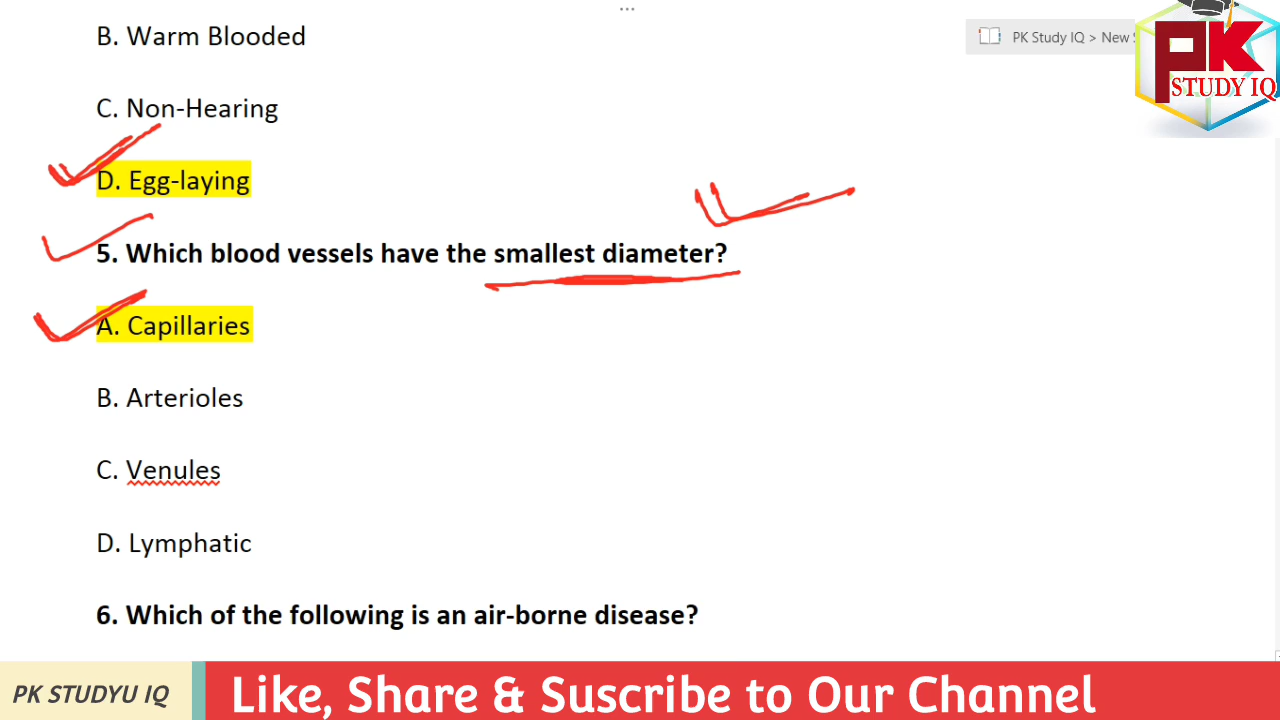 B. Warm Blooded
PK Study IQ > New
PK
STUDY IQ
C. Non-Hearing
D. Egg-laying
5. Which blood vessels have the smallest diameter?
A. Capillaries
B. Arterioles
C. Venules
D. Lymphatic
6. Which of the following is an air-borne disease?
PK STUDYU IQ
Like, Share & Suscribe to Our Channel